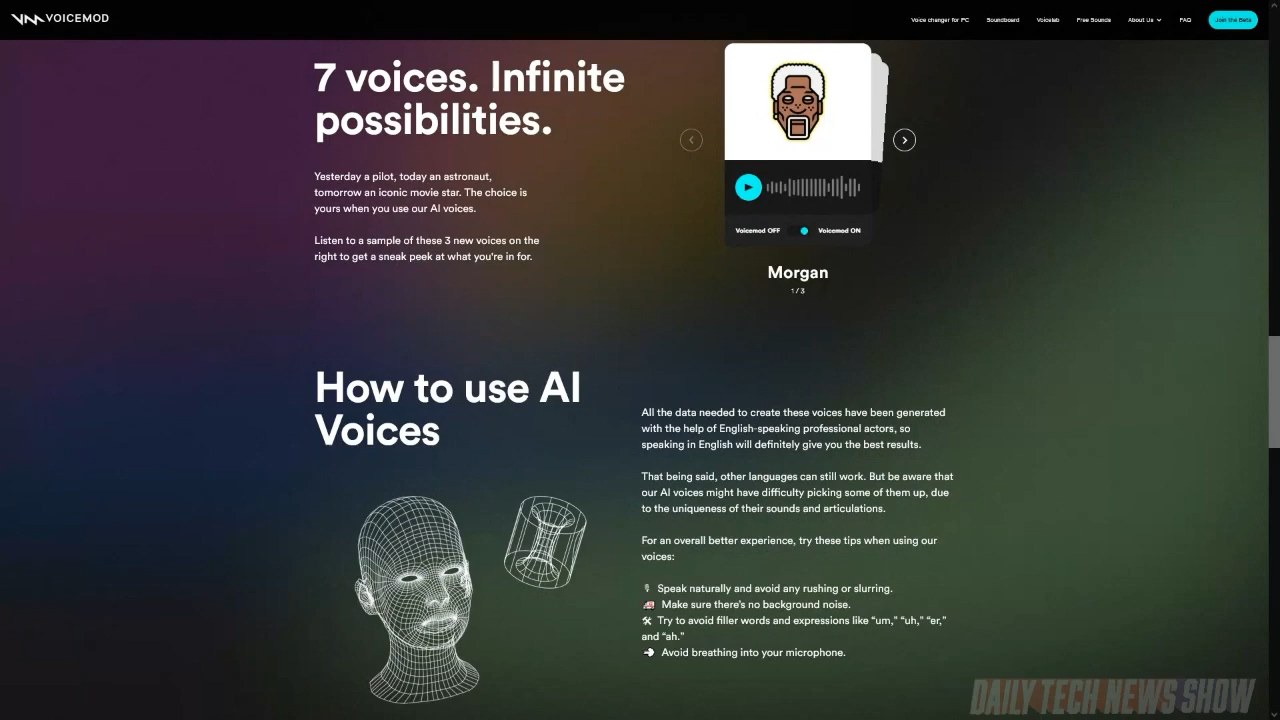 VOICEMOD
Voice changer for PC
Soundboard
Voicelab
Free Sounds
About Us
FAQ
Join the Beta
7 voices. Infinite
possibilities.
Yesterday a pilot, today an astronaut,
tomorrow an iconic movie star. The choice is
yours when you use our AI voices.
Listen to a sample of these 3 new voices on the
right to get a sneak peek at what you're in for.
Voicemod OFF
Voicemod ON
Morgan
1 / 3
How to use AI
Voices
All the data needed to create these voices have been generated
with the help of English-speaking professional actors, so
speaking in English will definitely give you the best results.
That being said, other languages can still work. But be aware that
our AI voices might have difficulty picking some of them up, due
to the uniqueness of their sounds and articulations.
For an overall better experience, try these tips when using our
voices:
Speak naturally and avoid any rushing or slurring.
Make sure there's no background noise.
Try to avoid filler words and expressions like “um,” “uh,” “er,”
and “ah.”
Avoid breathing into your microphone.
DAILY TECH NEWS SHOW